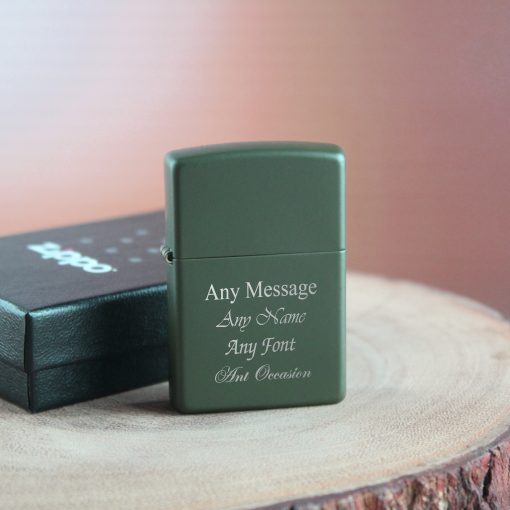 zippo
Any Message
Any Name
Any Font
Ant Occasion